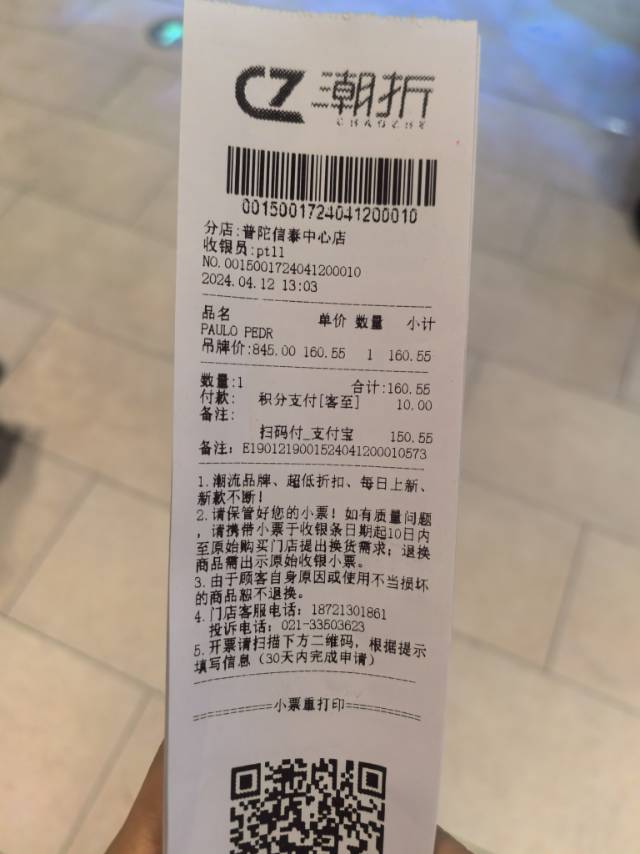 CZ 潮折
CHAOZHE
0015001724041200010
分店:普陀信泰中心店
收银员:pt11
NO.0015001724041200010
2024.04.12 13:03
品名 单价 数量 小计
PAULO PEDR
吊牌价:845.00 160.55 1 160.55
数量:1 合计:160.55
付款: 积分支付[客至] 10.00
备注:
扫码付_支付宝 150.55
备注: E1901219001524041200010573
1.潮流品牌、超低折扣、每日上新、
新款不断!
2.请保管好您的小票!如有质量问题
,请携带小票于收银条日期起10日内
至原始购买门店提出换货需求;退换
商品需出示原始收银小票。
3.由于顾客自身原因或使用不当损坏
的商品恕不退换。
4.门店客服电话: 18721301861
投诉电话: 021-33503623
5.开票请扫描下方二维码,根据提示
填写信息(30天内完成申请)
========小票重打印========